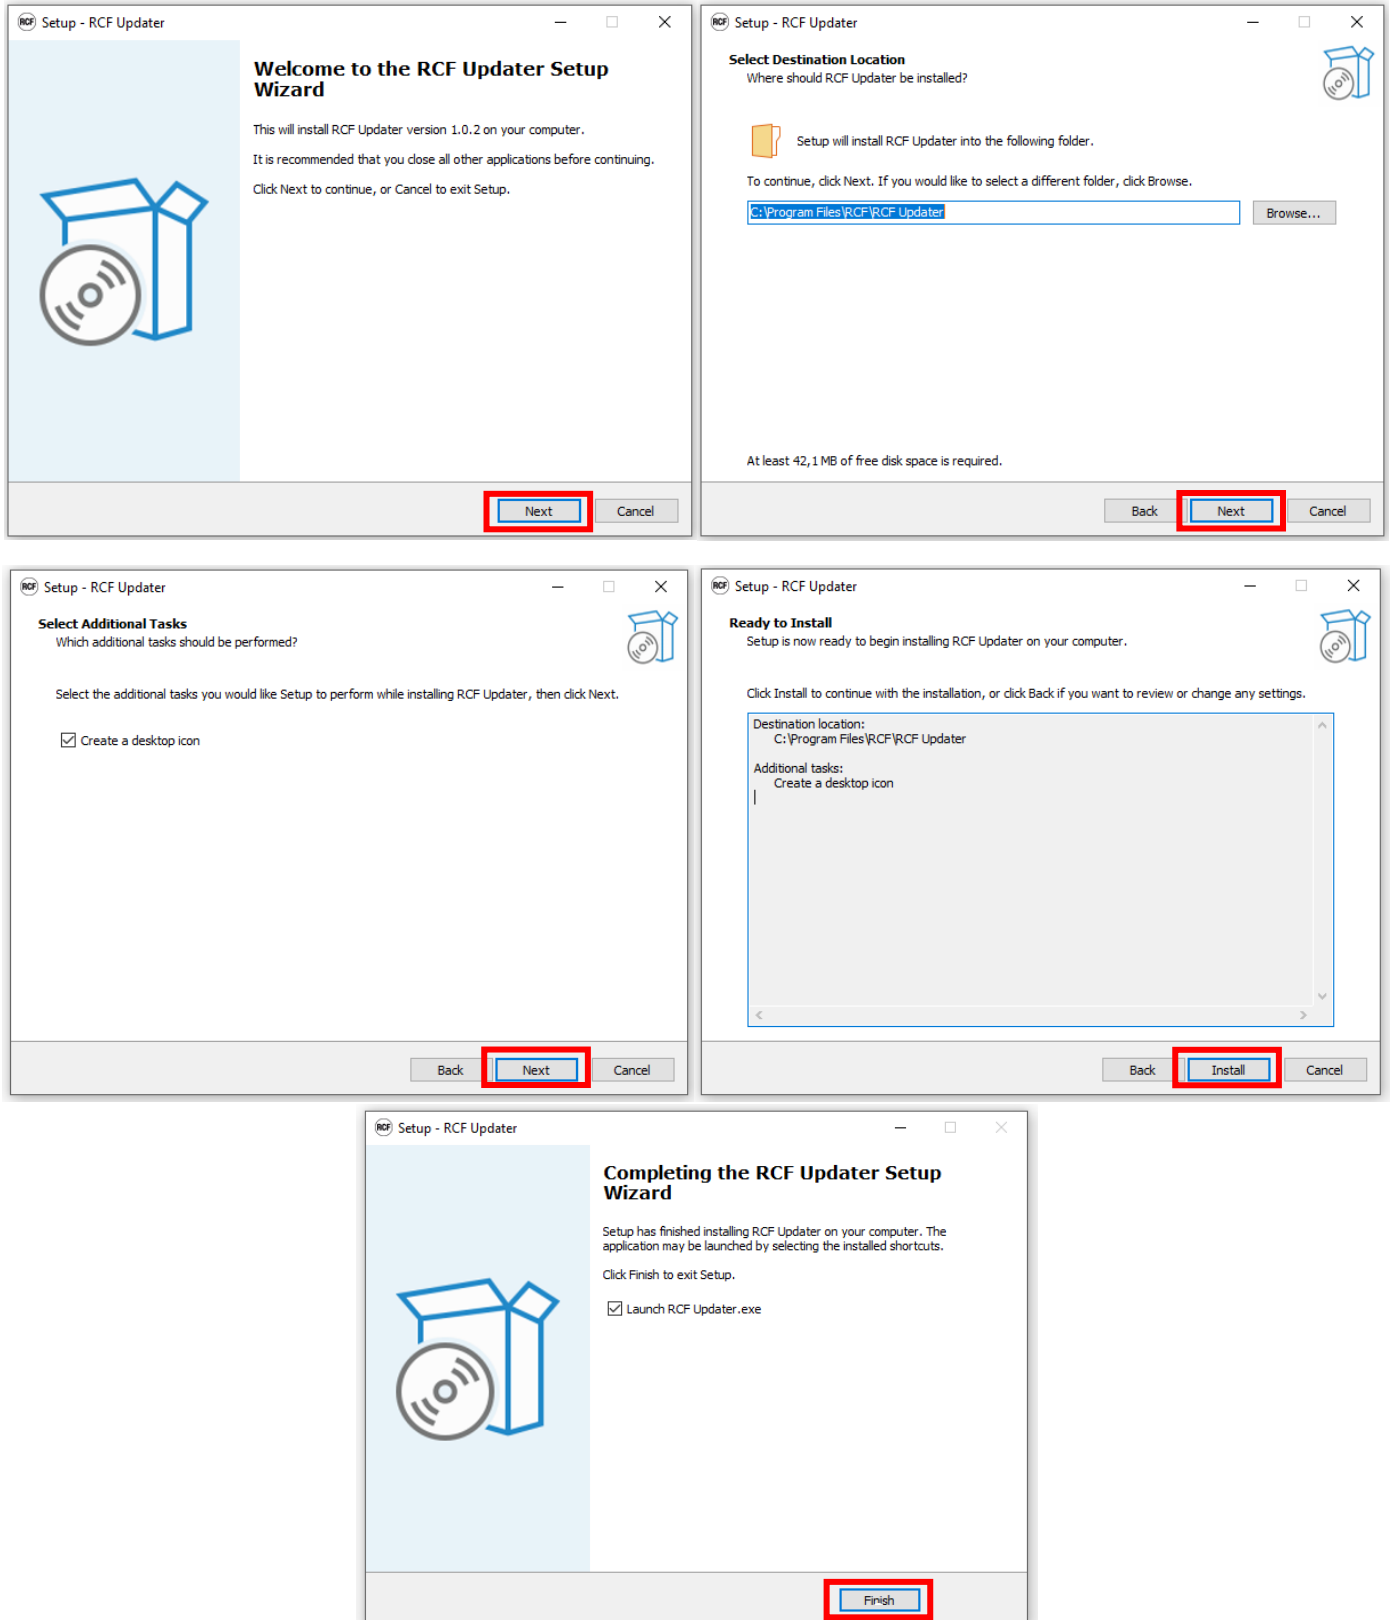 RCF Setup - RCF Updater
Welcome to the RCF Updater Setup
Wizard
This will install RCF Updater version 1.0.2 on your computer.
It is recommended that you close all other applications before continuing.
Click Next to continue, or Cancel to exit Setup.
Next Cancel
RCF Setup - RCF Updater
Select Destination Location
Where should RCF Updater be installed?
Setup will install RCF Updater into the following folder.
To continue, click Next. If you would like to select a different folder, click Browse.
C:\Program Files\RCF\RCF Updater Browse...
At least 42,1 MB of free disk space is required.
Back Next Cancel
RCF Setup - RCF Updater
Select Additional Tasks
Which additional tasks should be performed?
Select the additional tasks you would like Setup to perform while installing RCF Updater, then click Next.
Create a desktop icon
Back Next Cancel
RCF Setup - RCF Updater
Ready to Install
Setup is now ready to begin installing RCF Updater on your computer.
Click Install to continue with the installation, or click Back if you want to review or change any settings.
Destination location:
C:\Program Files\RCF\RCF Updater
Additional tasks:
Create a desktop icon
Back Install Cancel
RCF Setup - RCF Updater
Completing the RCF Updater Setup
Wizard
Setup has finished installing RCF Updater on your computer. The
application may be launched by selecting the installed shortcuts.
Click Finish to exit Setup.
Launch RCF Updater.exe
Finish